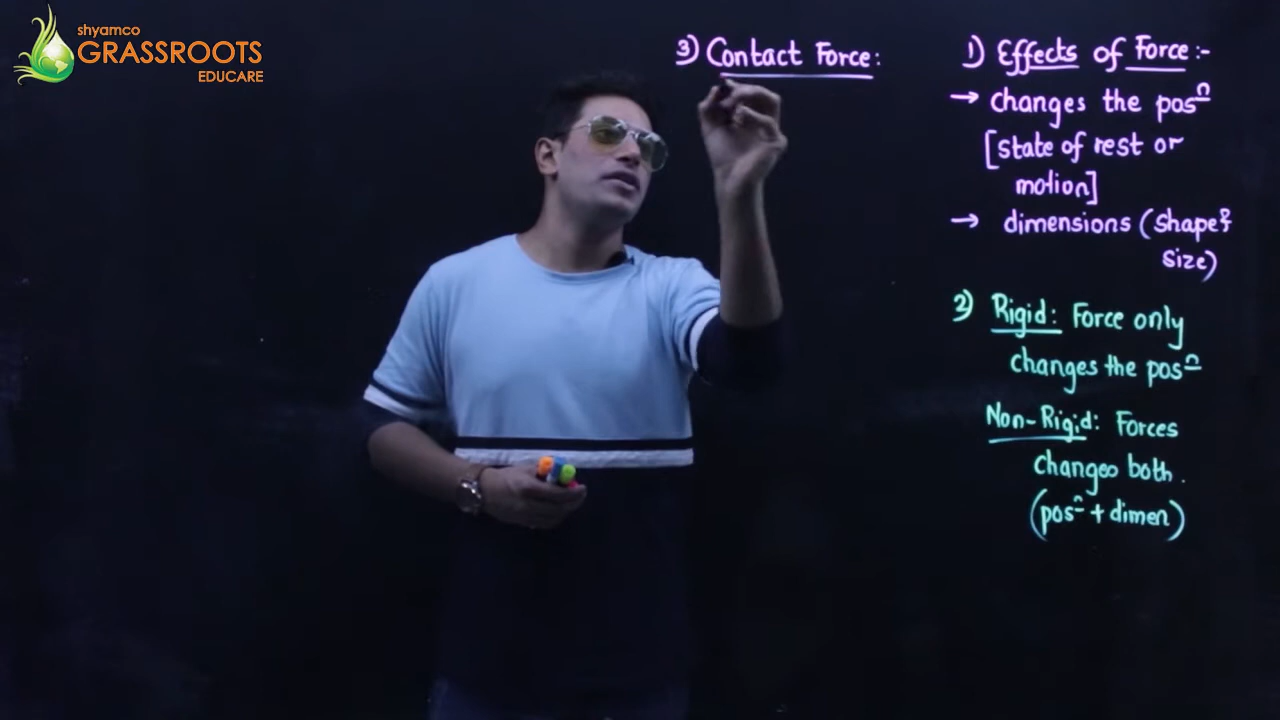 shyamco
GRASSROOTS
EDUCARE
3) Contact Force:
1) Effects of Force:-
→ changes the posⁿ
[state of rest or
motion]
→ dimensions (shape &
size)
2) Rigid: Force only
changes the posⁿ
Non-Rigid: Forces
changes both.
(posⁿ + dimen)